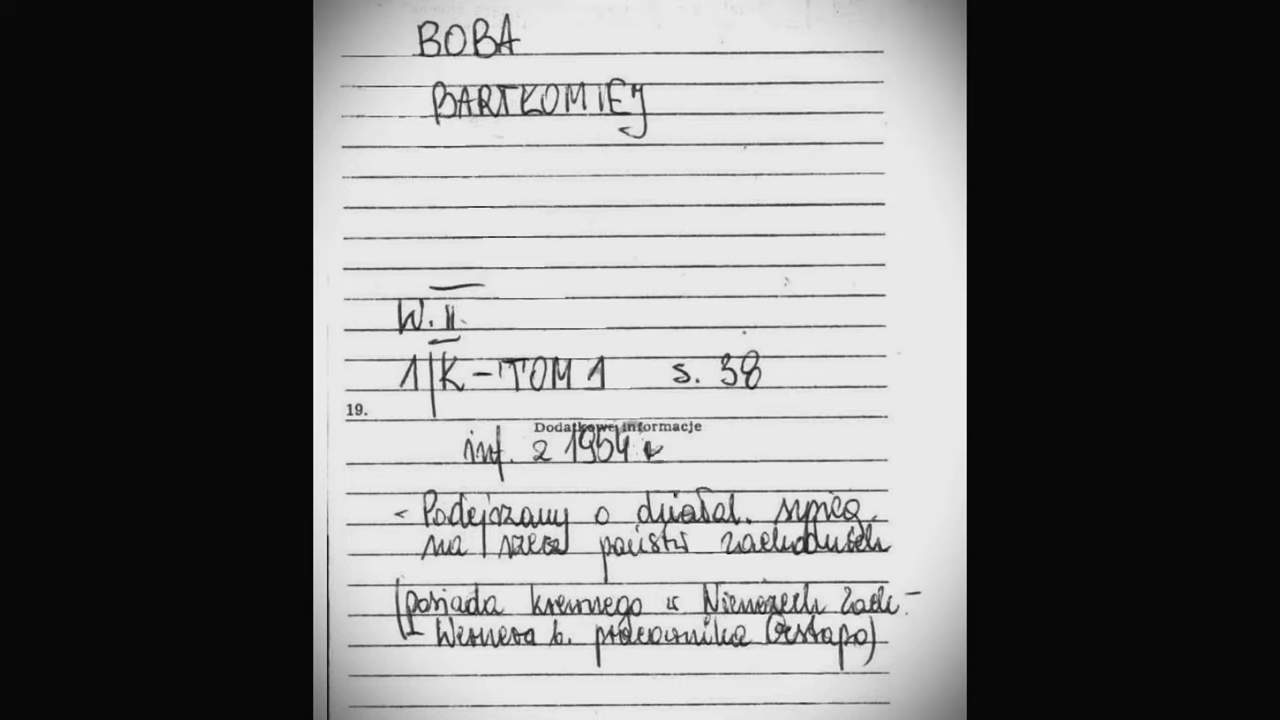 BOBA
BARTŁOMIEJ
W. II.
1/K - TOM 1 s. 38
19.
Dodatkowe informacje
inf. z 1954 r
- Podejrzany o działal. szpieg.
na rzecz państw zachodnich
(posiada krewnego w Niemczech Zach. -
Wernera b. pracownika Gestapo)